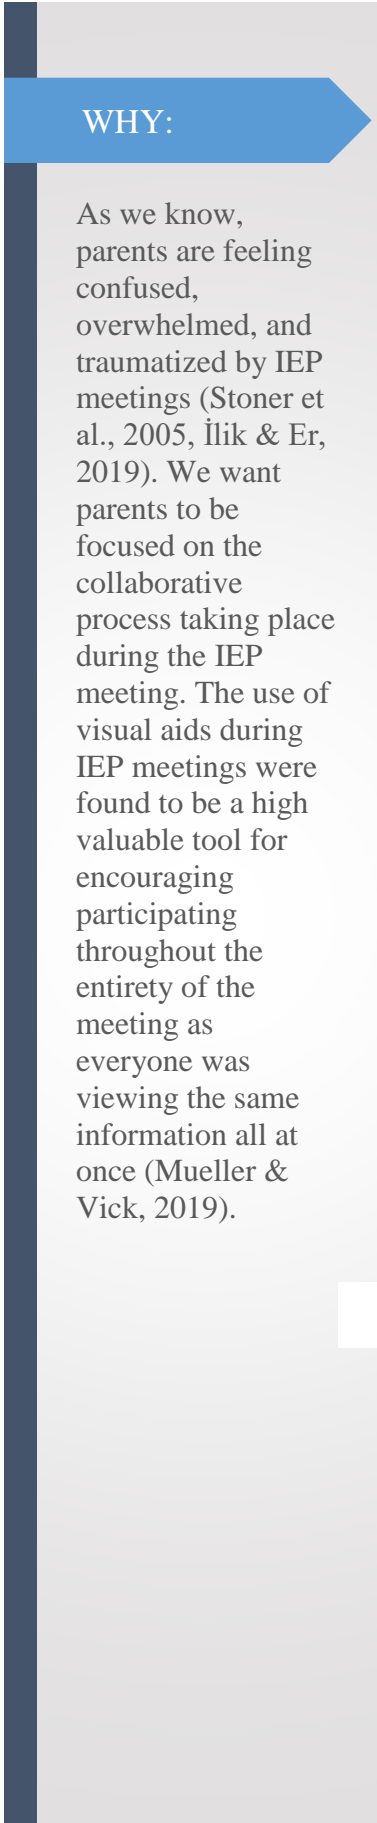 WHY:
As we know,
parents are feeling
confused,
overwhelmed, and
traumatized by IEP
meetings (Stoner et
al., 2005, İlik & Er,
2019). We want
parents to be
focused on the
collaborative
process taking place
during the IEP
meeting. The use of
visual aids during
IEP meetings were
found to be a high
valuable tool for
encouraging
participating
throughout the
entirety of the
meeting as
everyone was
viewing the same
information all at
once (Mueller &
Vick, 2019).